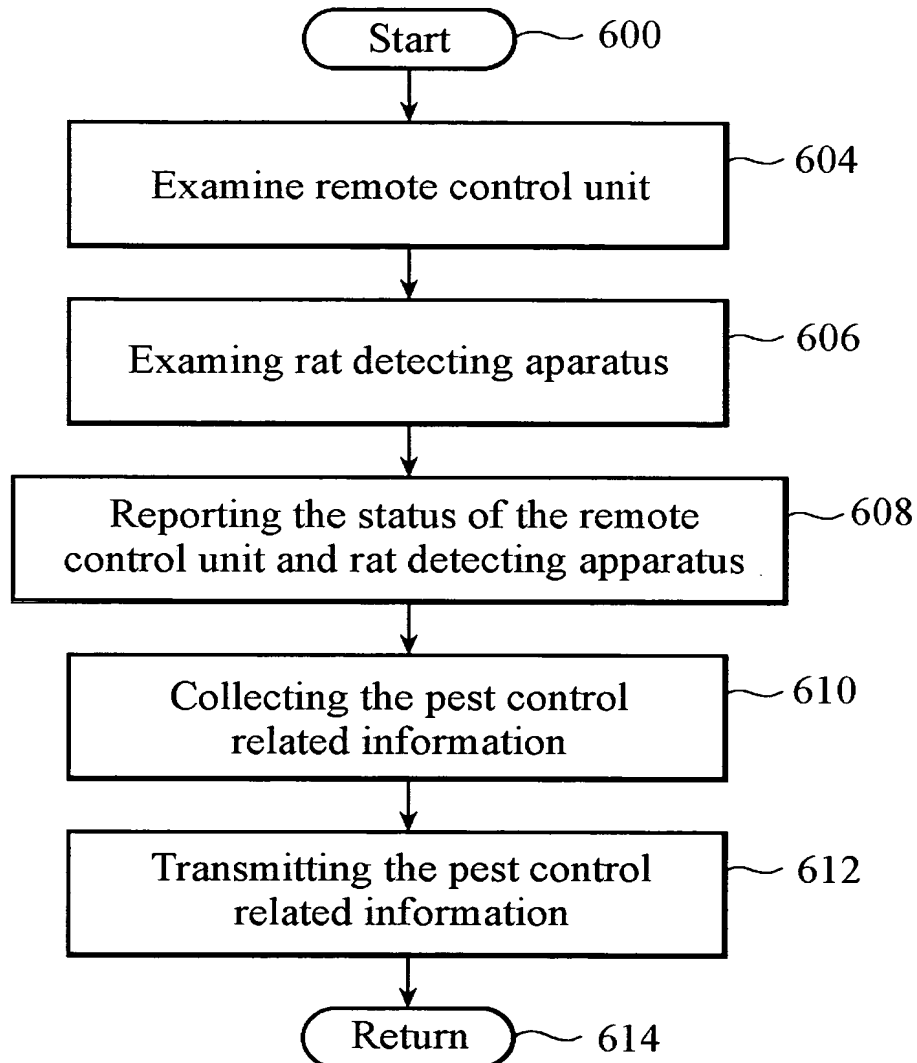 Start
600
Examine remote control unit
604
Examing rat detecting aparatus
606
Reporting the status of the remote
control unit and rat detecting apparatus
608
Collecting the pest control
related information
610
Transmitting the pest control
related information
612
Return
614